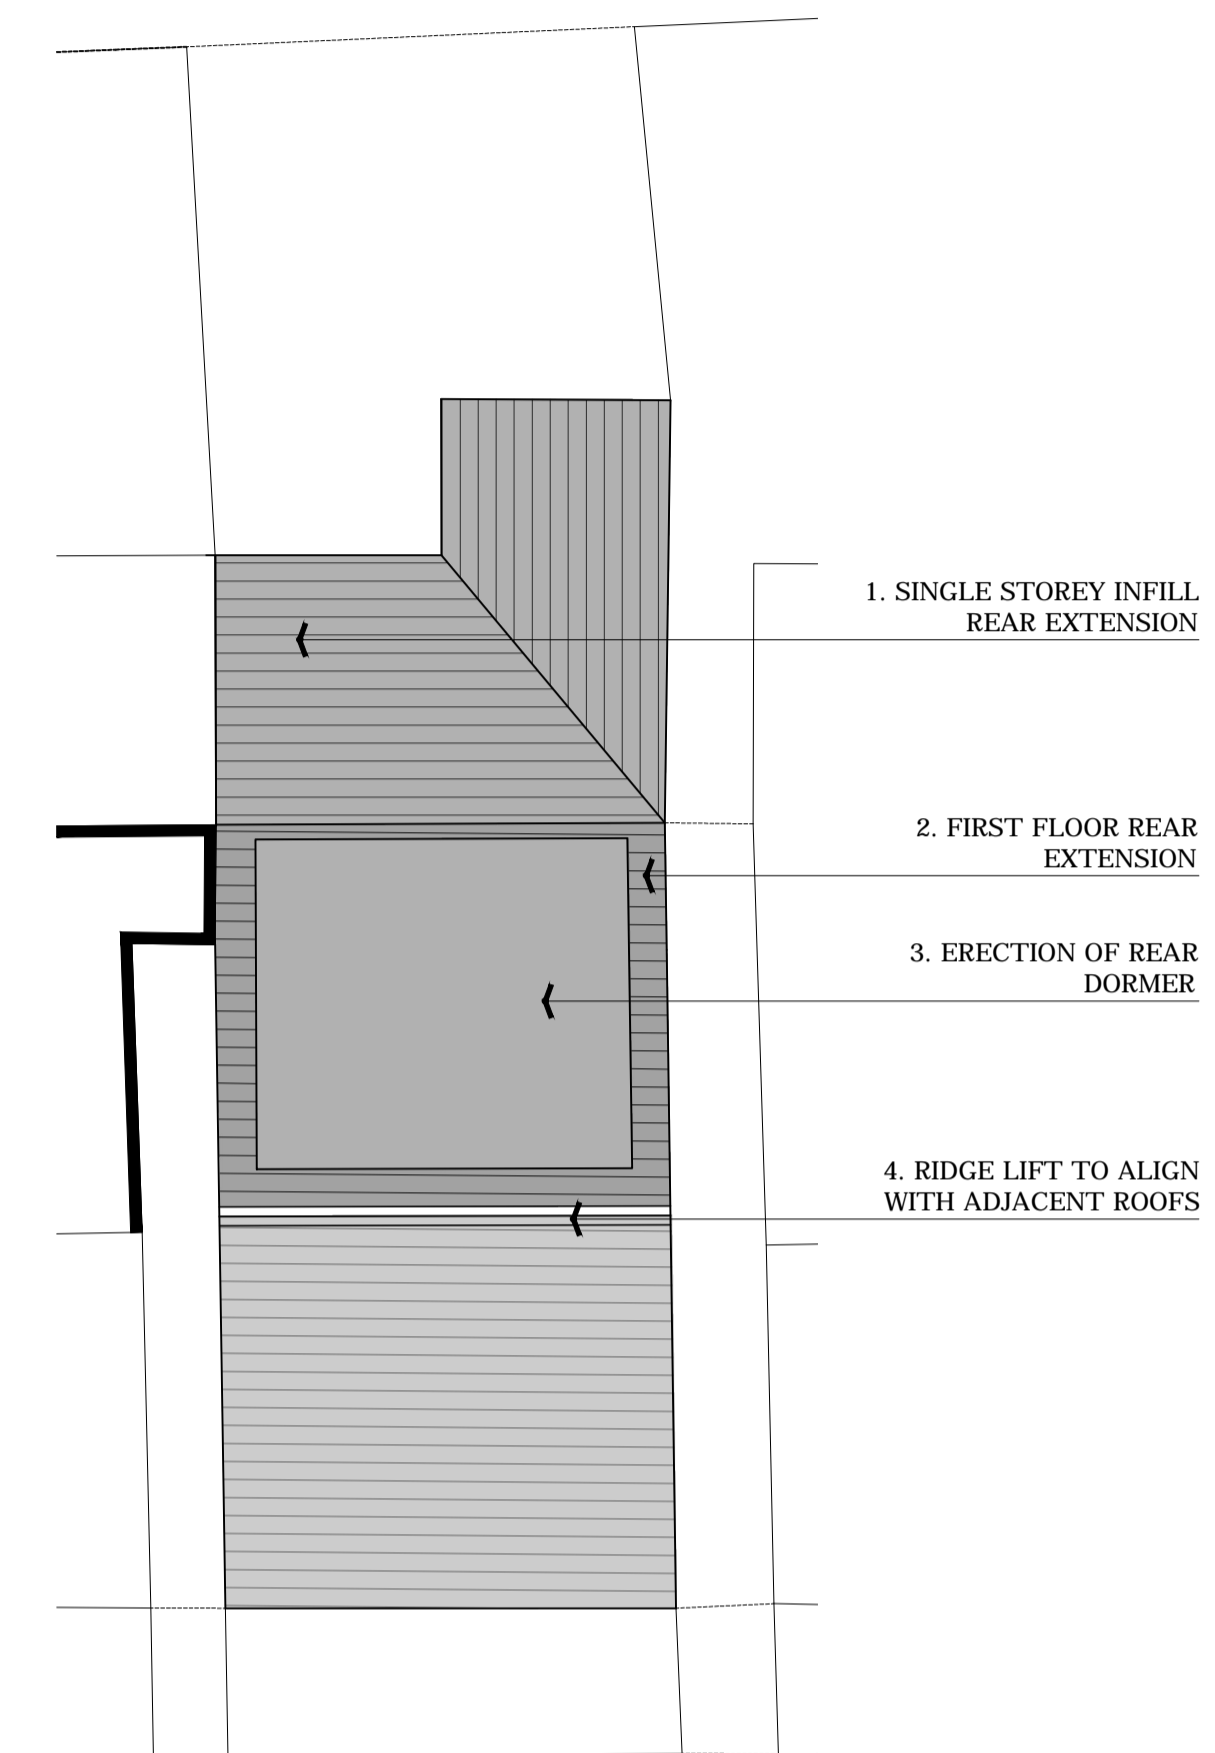 1. SINGLE STOREY INFILL
REAR EXTENSION
2. FIRST FLOOR REAR
EXTENSION
3. ERECTION OF REAR
DORMER
4. RIDGE LIFT TO ALIGN
WITH ADJACENT ROOFS